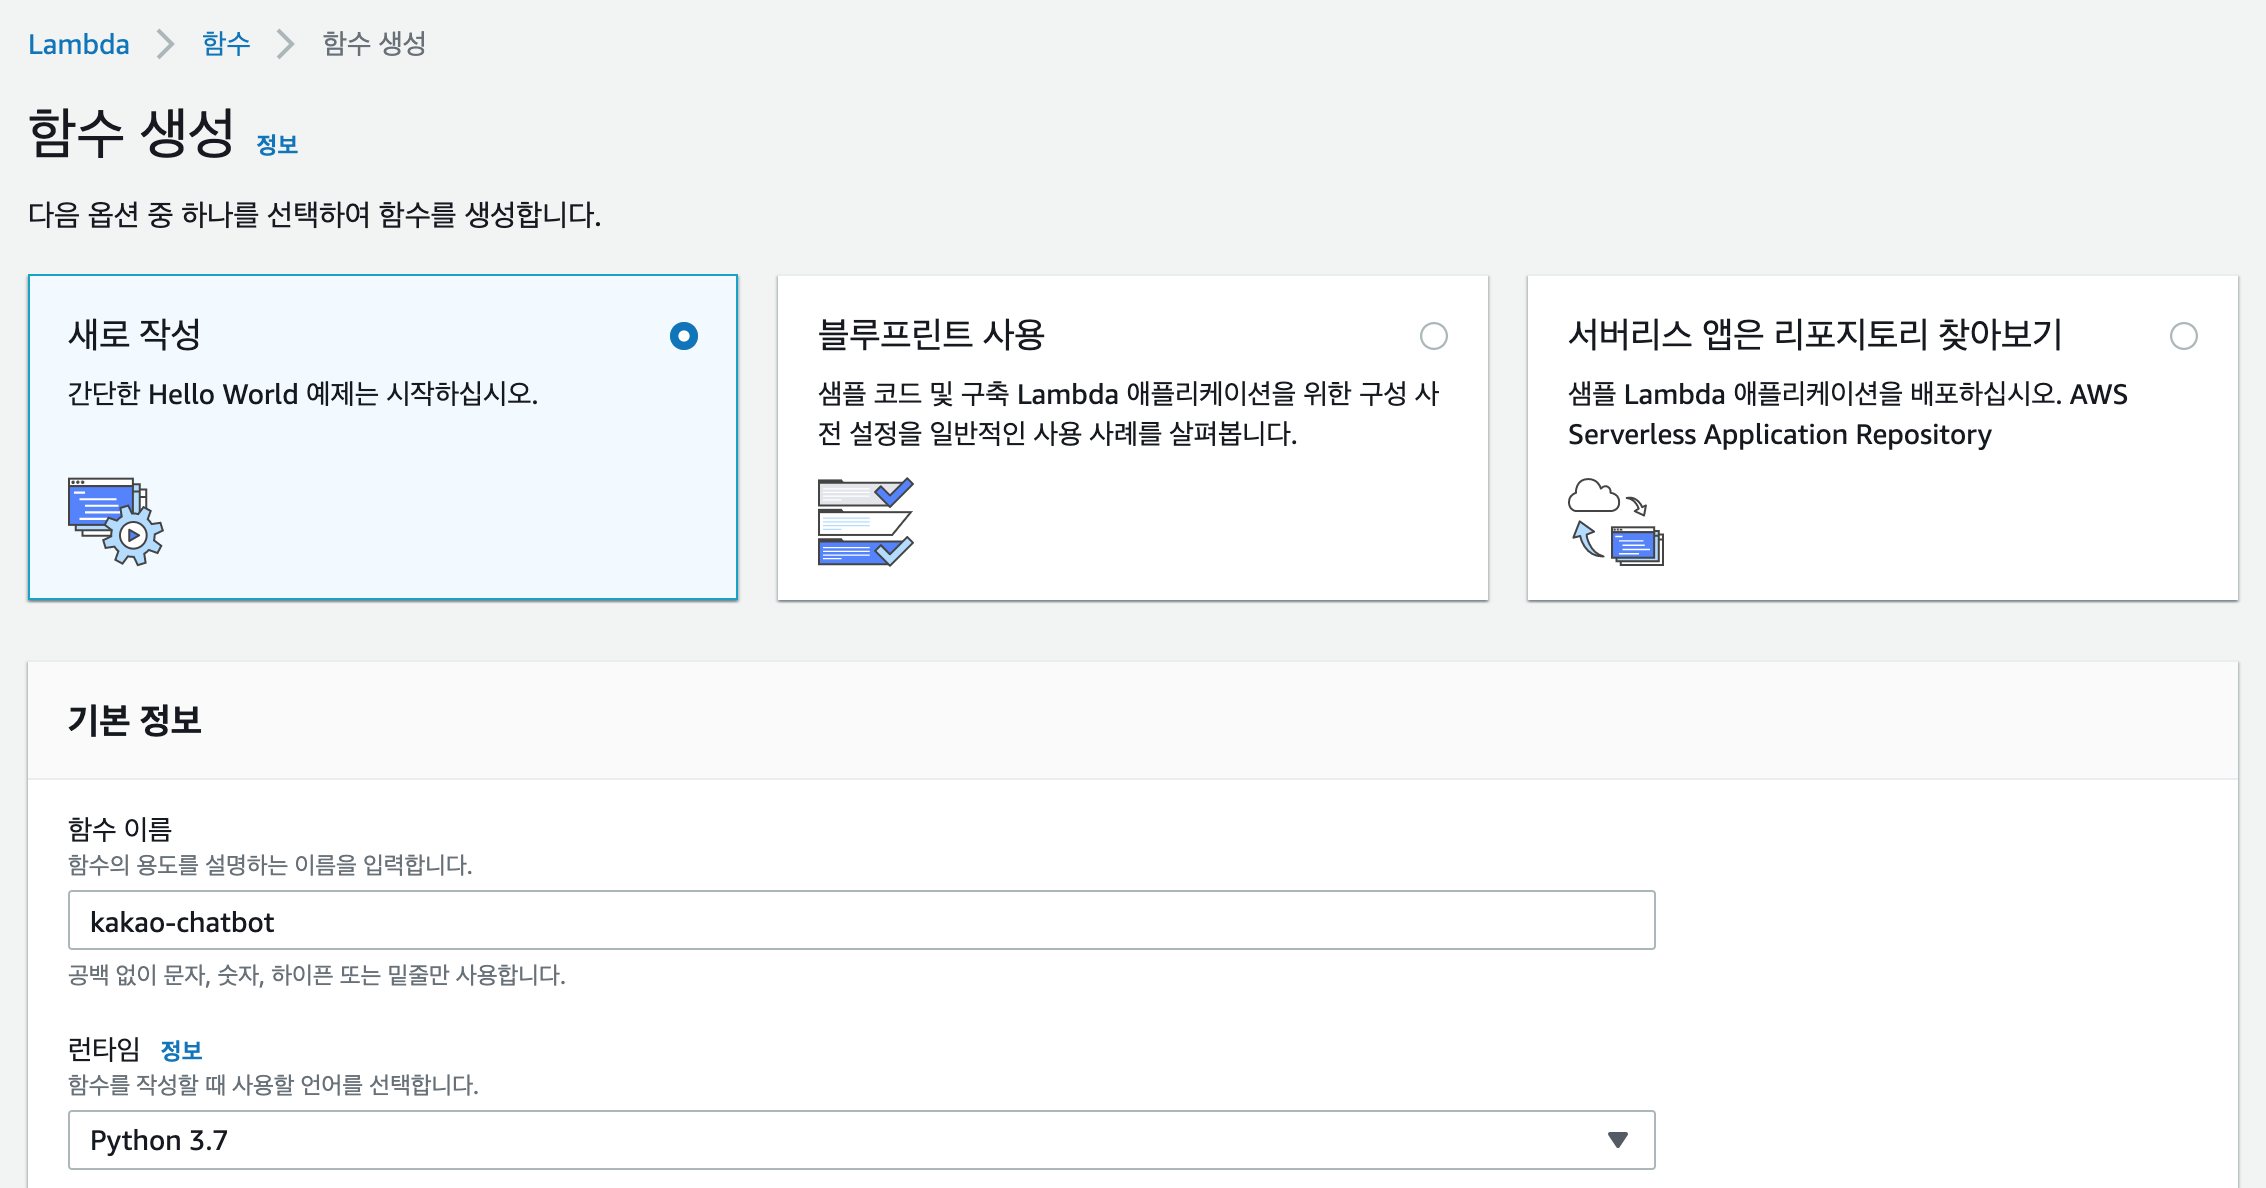 Lambda > 함수 > 함수 생성
함수 생성 정보
다음 옵션 중 하나를 선택하여 함수를 생성합니다.
새로 작성
간단한 Hello World 예제는 시작하십시오.
블루프린트 사용
샘플 코드 및 구축 Lambda 애플리케이션을 위한 구성 사
전 설정을 일반적인 사용 사례를 살펴봅니다.
서버리스 앱은 리포지토리 찾아보기
샘플 Lambda 애플리케이션을 배포하십시오. AWS
Serverless Application Repository
기본 정보
함수 이름
함수의 용도를 설명하는 이름을 입력합니다.
kakao-chatbot
공백 없이 문자, 숫자, 하이픈 또는 밑줄만 사용합니다.
런타임 정보
함수를 작성할 때 사용할 언어를 선택합니다.
Python 3.7